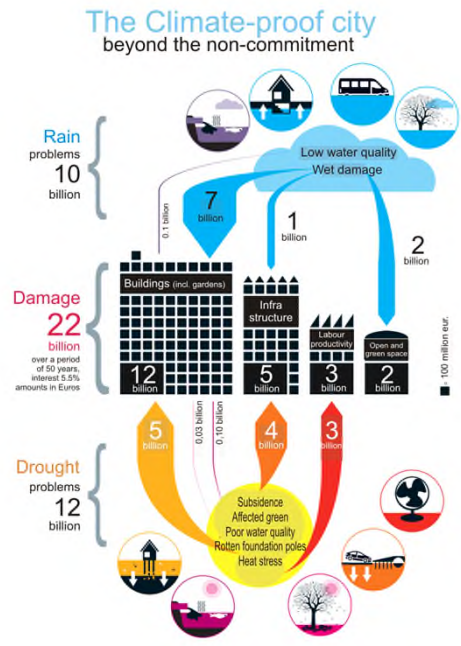 The Climate-proof city
beyond the non-commitment
Rain
problems
10
billion
Low water quality
Wet damage
0.1 billion
7
billion
1
billion
2
billion
Damage
22
billion
over a period
of 50 years,
interest 5.5%
amounts in Euros
Buildings (incl. gardens)
12
billion
Infra
structure
5
billion
Labour
productivity
3
billion
Open and
green space
2
billion
= 100 million eur.
Drought
problems
12
billion
5
billion
0,03 billion
0,10 billion
4
billion
3
billion
Subsidence
Affected green
Poor water quality
Rotten foundation poles
Heat stress